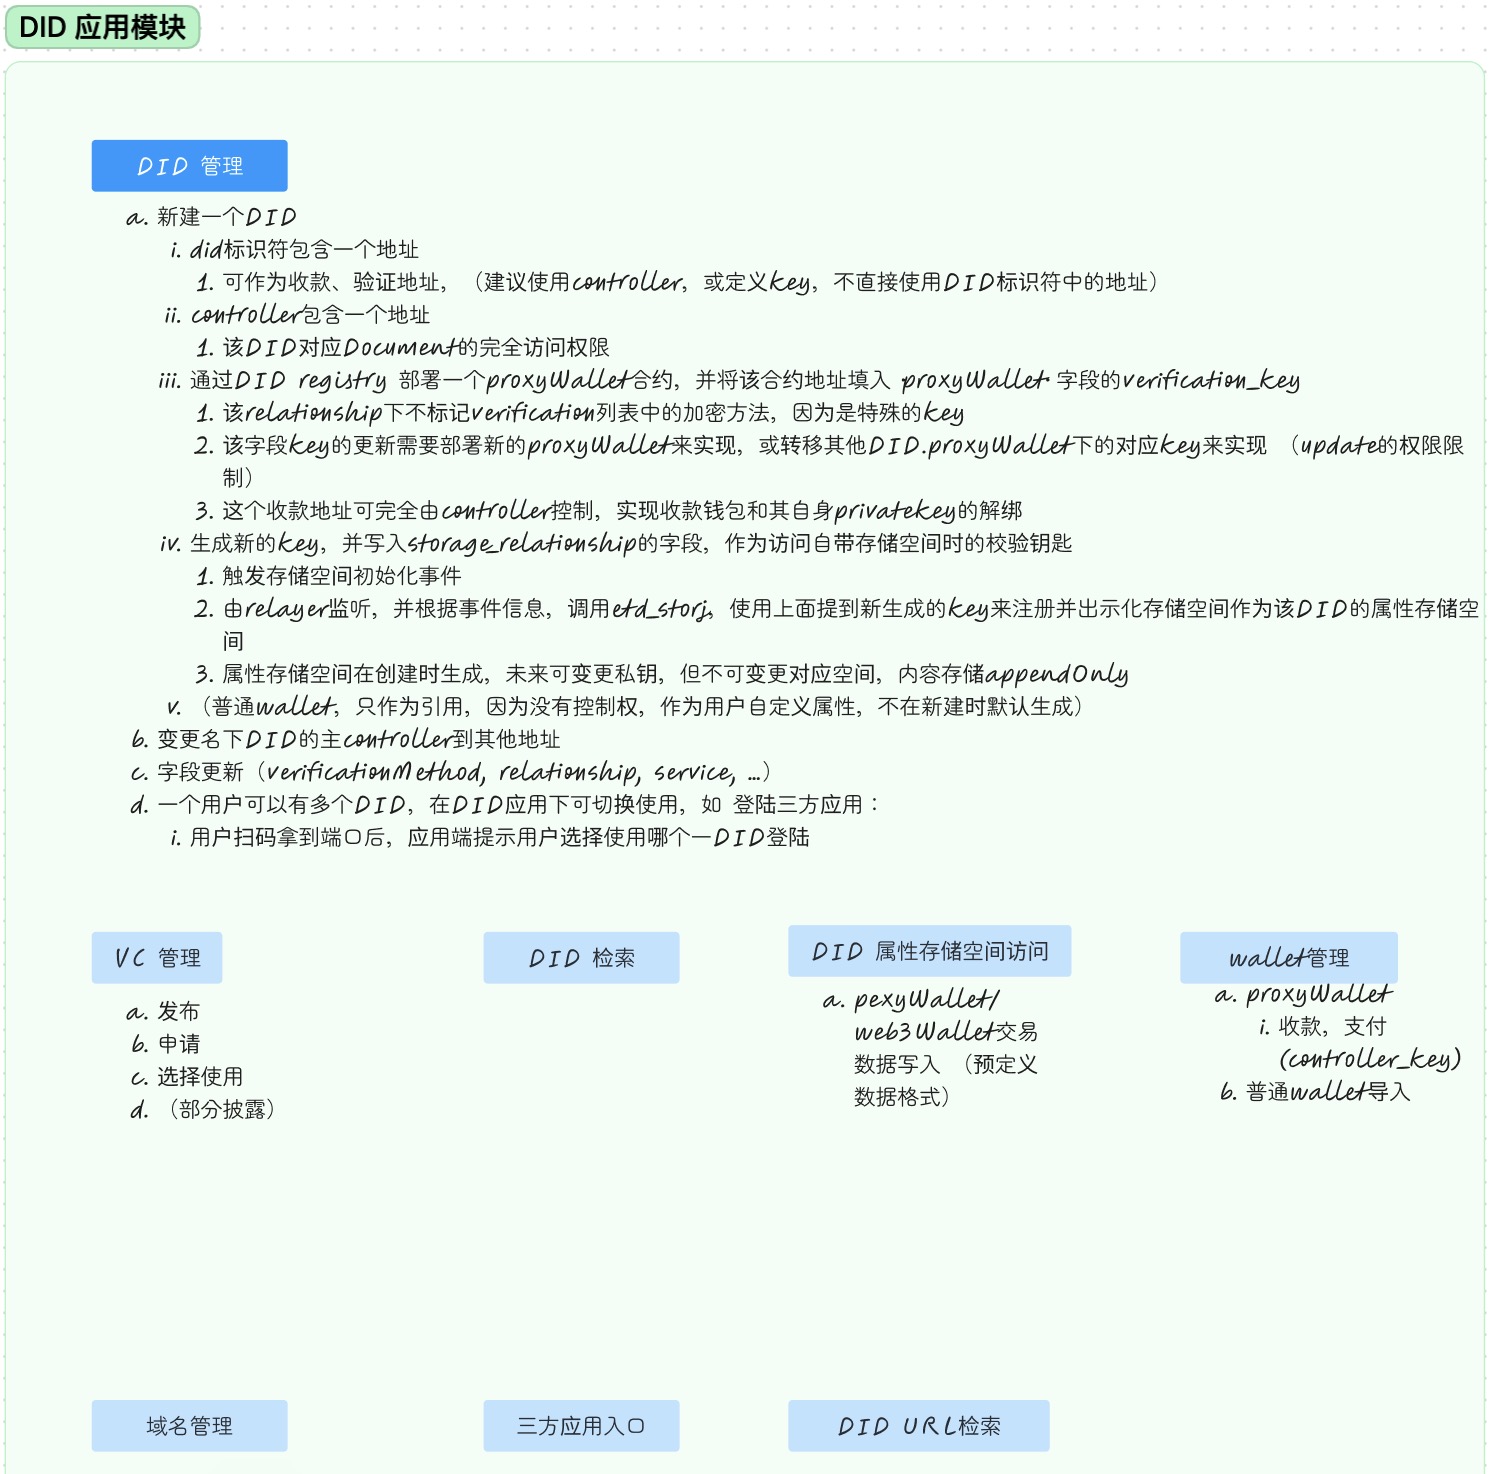 DID 应用模块
DID 管理
a. 新建一个DID
i. did标识符包含一个地址
1. 可作为收款、验证地址，（建议使用controller，或定义key，不直接使用DID标识符中的地址）
ii. controller包含一个地址
1. 该DID对应Document的完全访问权限
iii. 通过DID registry 部署一个proxyWallet合约，并将该合约地址填入 proxyWallet 字段的verification_key
1. 该relationship下不标记verification列表中的加密方法，因为是特殊的key
2. 该字段key的更新需要部署新的proxyWallet来实现，或转移其他DID.proxyWallet下的对应key来实现 （update的权限限
制）
3. 这个收款地址可完全由controller控制，实现收款钱包和其自身privatekey的解绑
iv. 生成新的key，并写入storage_relationship的字段，作为访问自带存储空间时的校验钥匙
1. 触发存储空间初始化事件
2. 由relayer监听，并根据事件信息，调用etd_storj，使用上面提到新生成的key来注册并出示化存储空间作为该DID的属性存储空
间
3. 属性存储空间在创建时生成，未来可变更私钥，但不可变更对应空间，内容存储appendOnly
v. （普通wallet，只作为引用，因为没有控制权，作为用户自定义属性，不在新建时默认生成）
b. 变更名下DID的主controller到其他地址
c. 字段更新（verificationMethod, relationship, service, ...）
d. 一个用户可以有多个DID，在DID应用下可切换使用，如 登陆三方应用：
i. 用户扫码拿到端口后，应用端提示用户选择使用哪个一DID登陆
VC 管理
a. 发布
b. 申请
c. 选择使用
d. （部分披露）
DID 检索
DID 属性存储空间访问
a. pexyWallet/
web3Wallet交易
数据写入 （预定义
数据格式）
wallet管理
a. proxyWallet
i. 收款，支付
(controller_key)
b. 普通wallet导入
域名管理
三方应用入口
DID URL检索